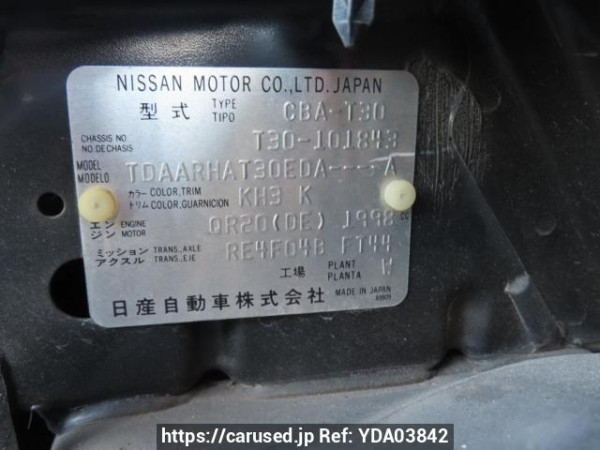 NISSAN MOTOR CO.,LTD. JAPAN
型式 TYPE TIPO CBA-T30
CHASSIS NO NO DE CHASIS T30-101843
MODEL MODELO TDAARHAT30EDA----A
カラー COLOR,TRIM トリム COLOR,GUARNICION KH3 K
エンジン ENGINE MOTOR QR20(DE) 1998 CC
ミッション TRANS.,AXLE アクスル TRANS.,EJE RE4F04B FT44
工場 PLANT PLANTA W
日産自動車株式会社 MADE IN JAPAN
https://carused.jp Ref: YDA03842